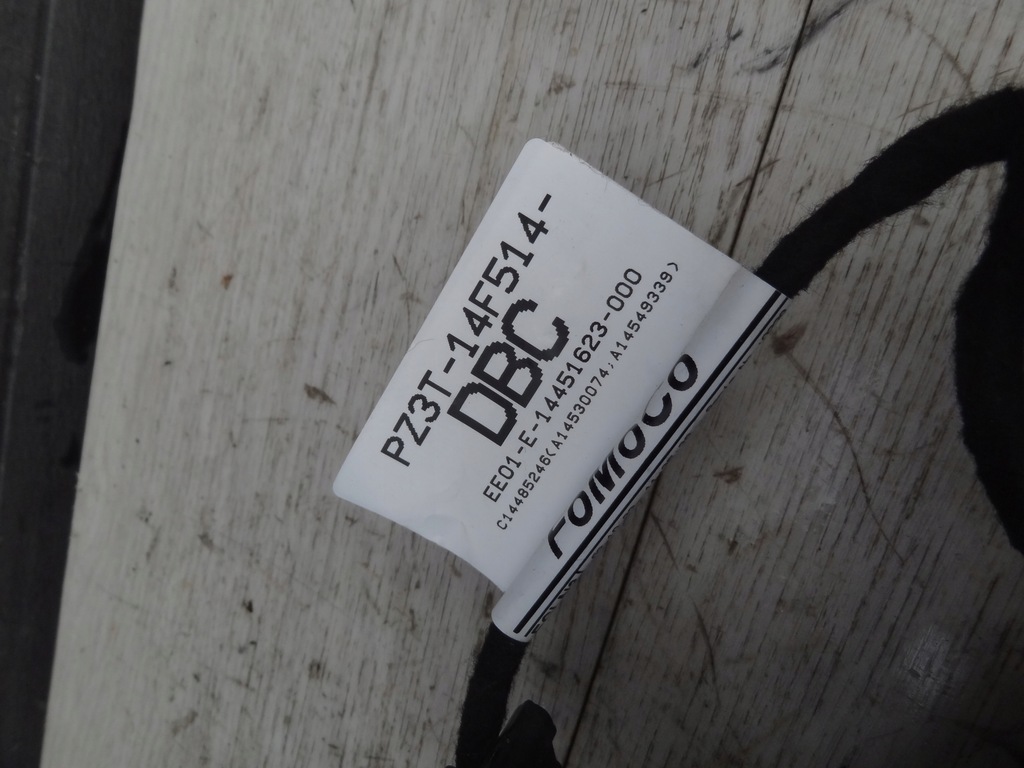 PZ3T-14F514-
DBC
EE01-E-14451623-000
C14485246(A14530074;A14549339)
FOMOCO